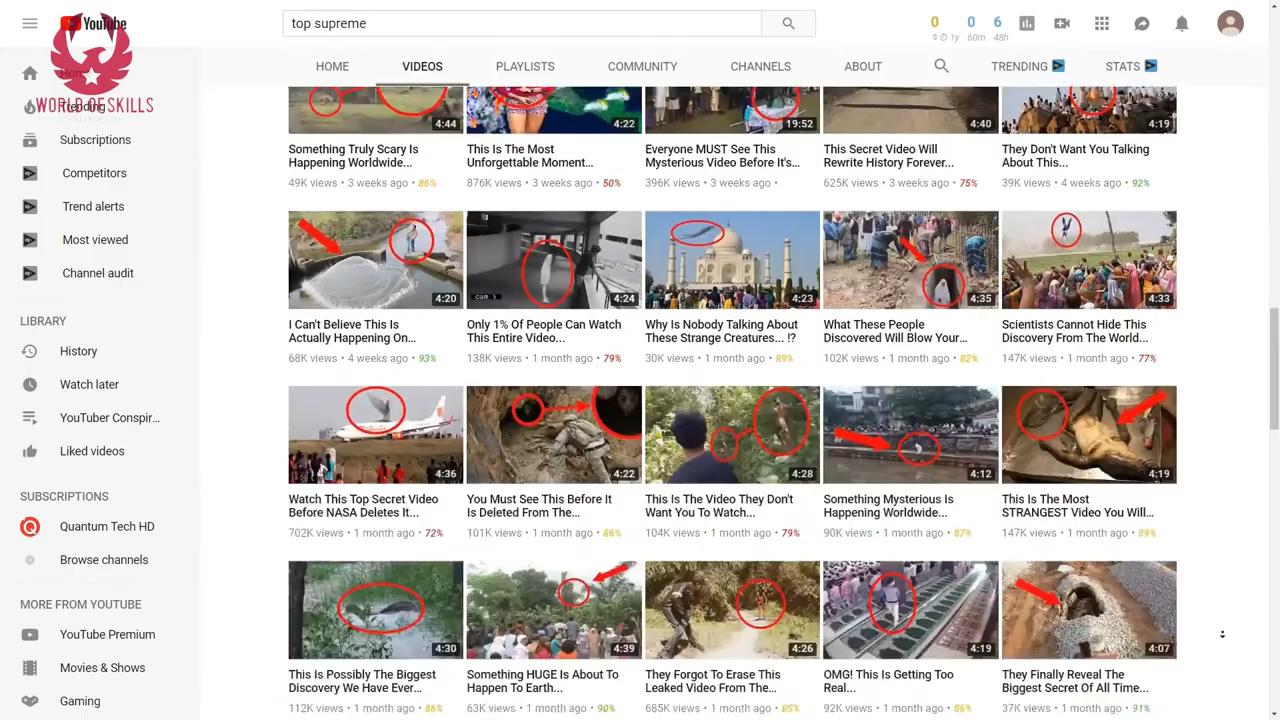 YouTube
top supreme
0 0 6
1y 60m 48h
WORLD OF SKILLS
HOME VIDEOS PLAYLISTS COMMUNITY CHANNELS ABOUT TRENDING STATS
Home
Trending
Subscriptions
Competitors
Trend alerts
Most viewed
Channel audit
LIBRARY
History
Watch later
YouTuber Conspir...
Liked videos
SUBSCRIPTIONS
Quantum Tech HD
Browse channels
MORE FROM YOUTUBE
YouTube Premium
Movies & Shows
Gaming
4:44 4:22 19:52 4:40 4:19
Something Truly Scary Is
Happening Worldwide...
49K views • 3 weeks ago • 86%
This Is The Most
Unforgettable Moment...
876K views • 3 weeks ago • 50%
Everyone MUST See This
Mysterious Video Before It's...
396K views • 3 weeks ago •
This Secret Video Will
Rewrite History Forever...
625K views • 3 weeks ago • 75%
They Don't Want You Talking
About This...
39K views • 4 weeks ago • 92%
4:20 cam 5 4:24 4:23 4:35 4:33
I Can't Believe This Is
Actually Happening On...
68K views • 4 weeks ago • 93%
Only 1% Of People Can Watch
This Entire Video...
138K views • 1 month ago • 79%
Why Is Nobody Talking About
These Strange Creatures... !?
30K views • 1 month ago • 89%
What These People
Discovered Will Blow Your...
102K views • 1 month ago • 82%
Scientists Cannot Hide This
Discovery From The World...
147K views • 1 month ago • 77%
4:36 4:22 4:28 4:12 4:19
Watch This Top Secret Video
Before NASA Deletes It...
702K views • 1 month ago • 72%
You Must See This Before It
Is Deleted From The...
101K views • 1 month ago • 86%
This Is The Video They Don't
Want You To Watch...
104K views • 1 month ago • 79%
Something Mysterious Is
Happening Worldwide...
90K views • 1 month ago • 87%
This Is The Most
STRANGEST Video You Will...
147K views • 1 month ago • 89%
4:30 4:39 4:26 4:19 4:07
This Is Possibly The Biggest
Discovery We Have Ever...
112K views • 1 month ago • 86%
Something HUGE Is About To
Happen To Earth...
63K views • 1 month ago • 90%
They Forgot To Erase This
Leaked Video From The...
685K views • 1 month ago • 85%
OMG! This Is Getting Too
Real...
92K views • 1 month ago • 86%
They Finally Reveal The
Biggest Secret Of All Time...
37K views • 1 month ago • 91%